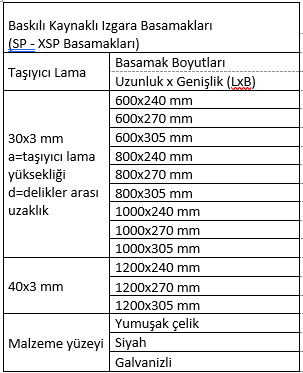 Baskılı Kaynaklı Izgara Basamakları
(SP - XSP Basamakları)
Taşıyıcı Lama
Basamak Boyutları
Uzunluk x Genişlik (LxB)
30x3 mm
a=taşıyıcı lama
yüksekliği
d=delikler arası
uzaklık
600x240 mm
600x270 mm
600x305 mm
800x240 mm
800x270 mm
800x305 mm
1000x240 mm
1000x270 mm
1000x305 mm
40x3 mm
1200x240 mm
1200x270 mm
1200x305 mm
Malzeme yüzeyi
Yumuşak çelik
Siyah
Galvanizli